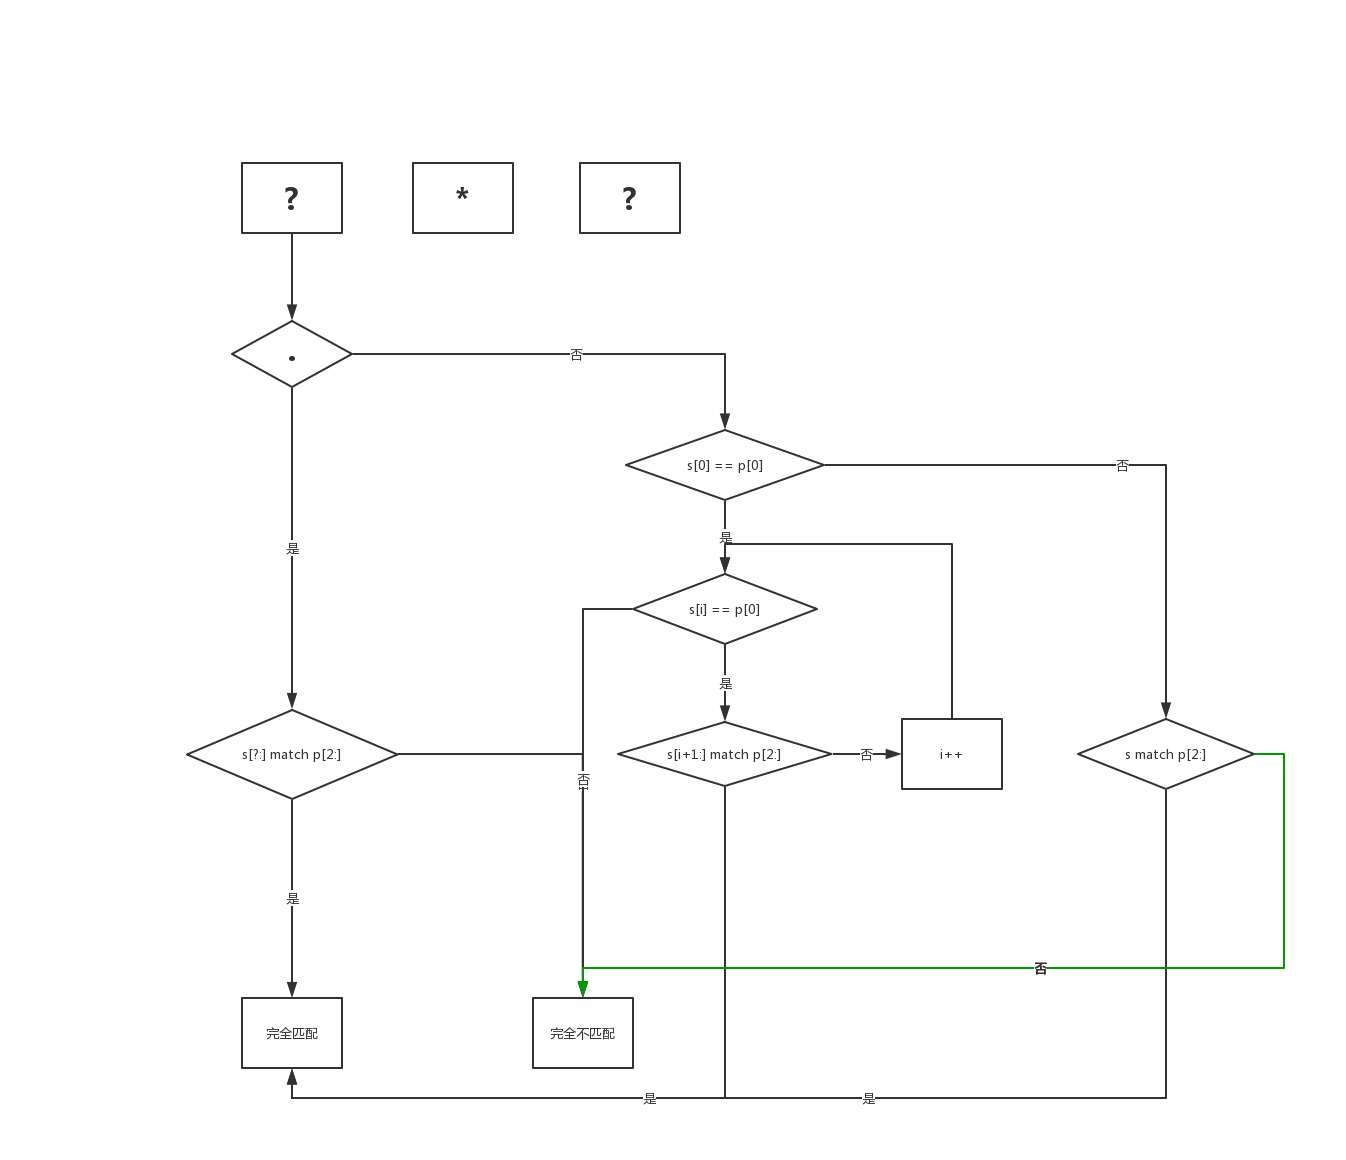 ?
*
?
.
否
s[0] == p[0]
否
是
是
s[i] == p[0]
是
s[?:] match p[2:]
s[i+1:] match p[2:]
否
i++
s match p[2:]
否
是
否
完全匹配
完全不匹配
是
是